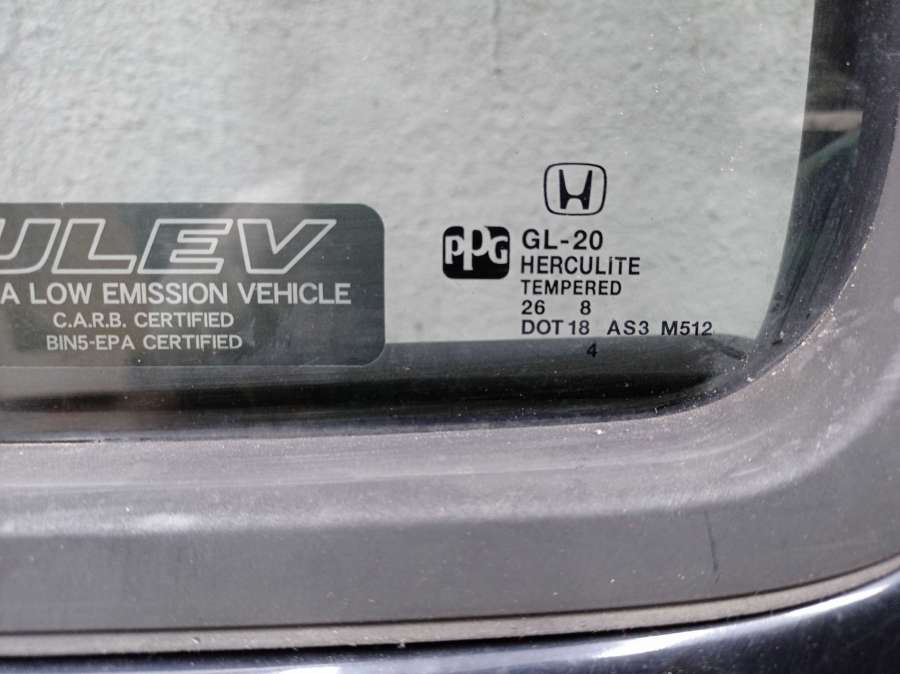 ULEV
A LOW EMISSION VEHICLE
C.A.R.B. CERTIFIED
BIN5-EPA CERTIFIED
PPG
GL-20
HERCULITE
TEMPERED
26 8
DOT 18 AS3 M512
4